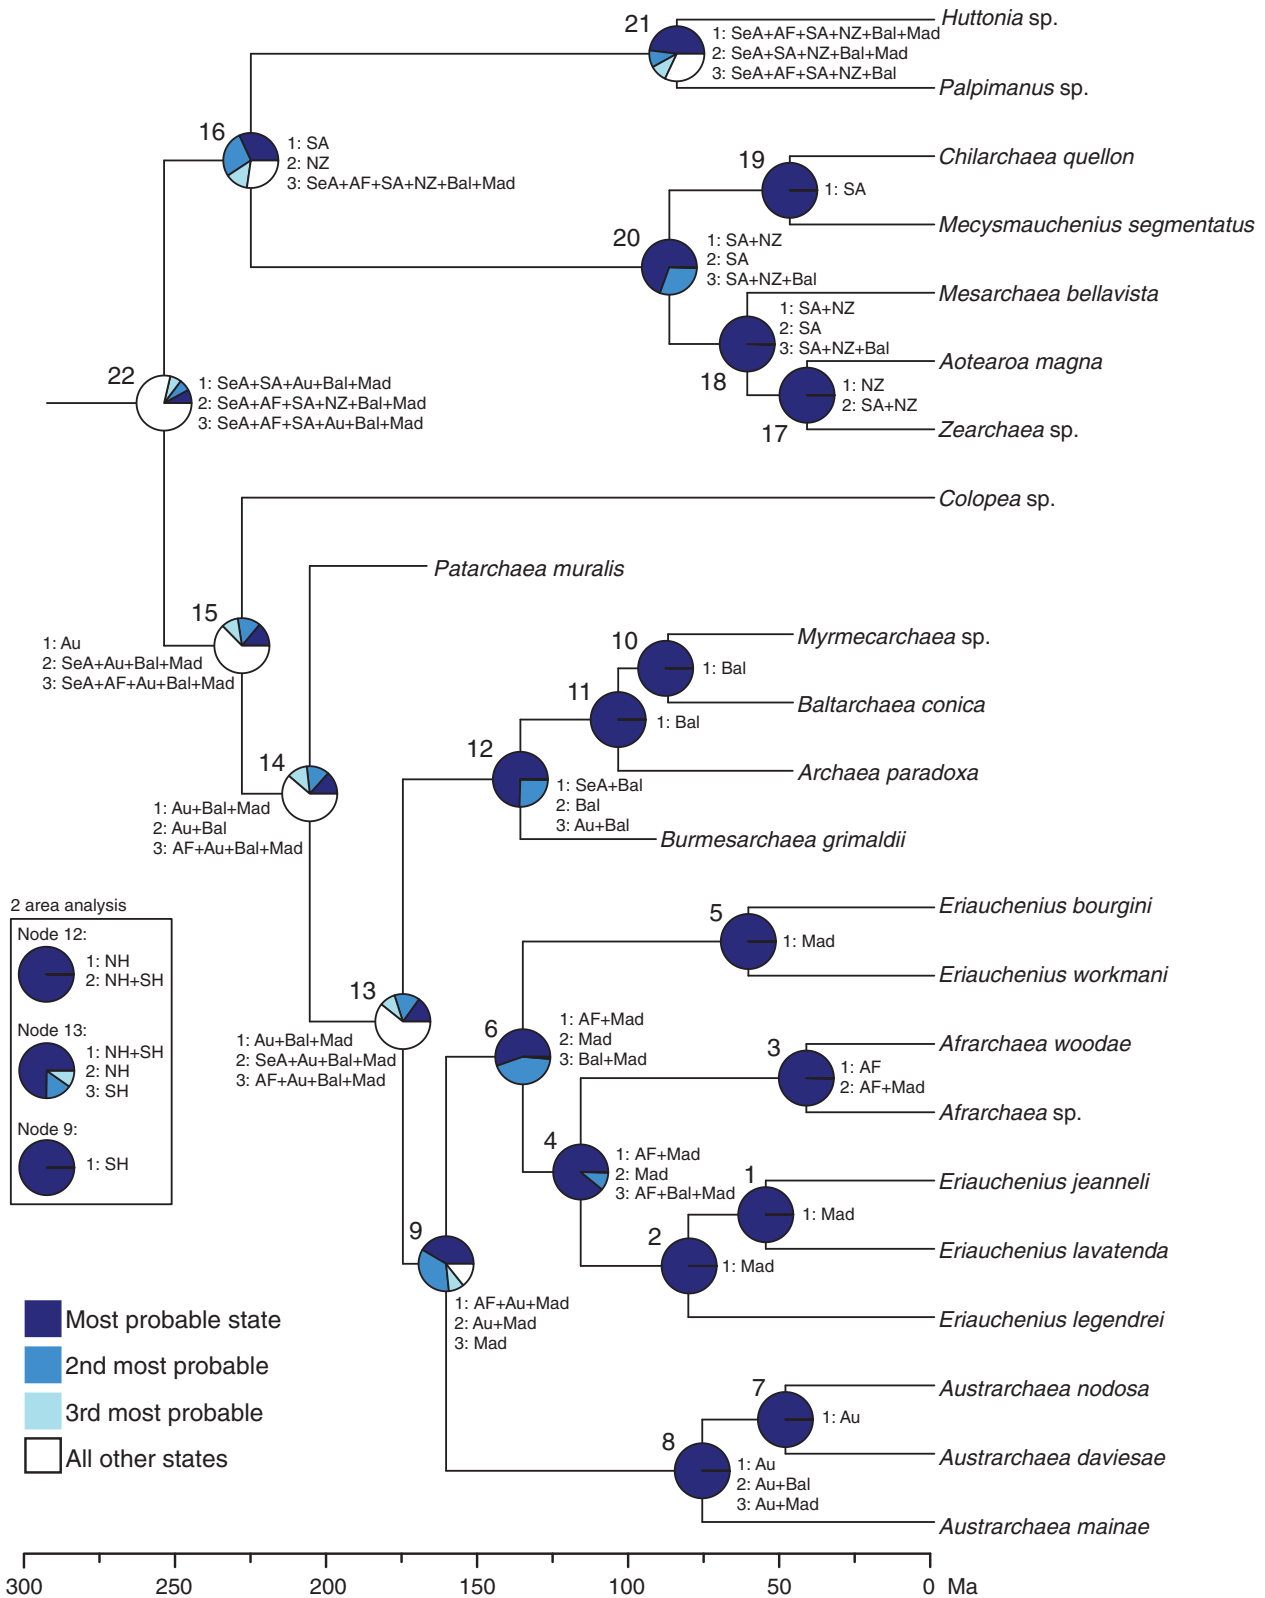 Huttonia sp.
21
1: SeA+AF+SA+NZ+Bal+Mad
2: SeA+SA+NZ+Bal+Mad
3: SeA+AF+SA+NZ+Bal
Palpimanus sp.
16
1: SA
2: NZ
3: SeA+AF+SA+NZ+Bal+Mad
Chilarchaea quellon
19
1: SA
Mecysmauchenius segmentatus
20
1: SA+NZ
2: SA
3: SA+NZ+Bal
Mesarchaea bellavista
1: SA+NZ
2: SA
3: SA+NZ+Bal
18
Aotearoa magna
1: NZ
2: SA+NZ
17
Zearchaea sp.
22
1: SeA+SA+Au+Bal+Mad
2: SeA+AF+SA+NZ+Bal+Mad
3: SeA+AF+SA+Au+Bal+Mad
Colopea sp.
Patarchaea muralis
15
1: Au
2: SeA+Au+Bal+Mad
3: SeA+AF+Au+Bal+Mad
10
Myrmecarchaea sp.
1: Bal
Baltarchaea conica
11
1: Bal
Archaea paradoxa
12
1: SeA+Bal
2: Bal
3: Au+Bal
Burmesarchaea grimaldii
14
1: Au+Bal+Mad
2: Au+Bal
3: AF+Au+Bal+Mad
2 area analysis
Node 12:
1: NH
2: NH+SH
Node 13:
1: NH+SH
2: NH
3: SH
Node 9:
1: SH
13
1: Au+Bal+Mad
2: SeA+Au+Bal+Mad
3: AF+Au+Bal+Mad
Eriauchenius bourgini
5
1: Mad
Eriauchenius workmani
6
1: AF+Mad
2: Mad
3: Bal+Mad
Afrarchaea woodae
3
1: AF
2: AF+Mad
Afrarchaea sp.
4
1: AF+Mad
2: Mad
3: AF+Bal+Mad
Eriauchenius jeanneli
1
1: Mad
Eriauchenius lavatenda
2
1: Mad
Eriauchenius legendrei
9
1: AF+Au+Mad
2: Au+Mad
3: Mad
Austrarchaea nodosa
7
1: Au
Austrarchaea daviesae
8
1: Au
2: Au+Bal
3: Au+Mad
Austrarchaea mainae
Most probable state
2nd most probable
3rd most probable
All other states
300 250 200 150 100 50 0 Ma